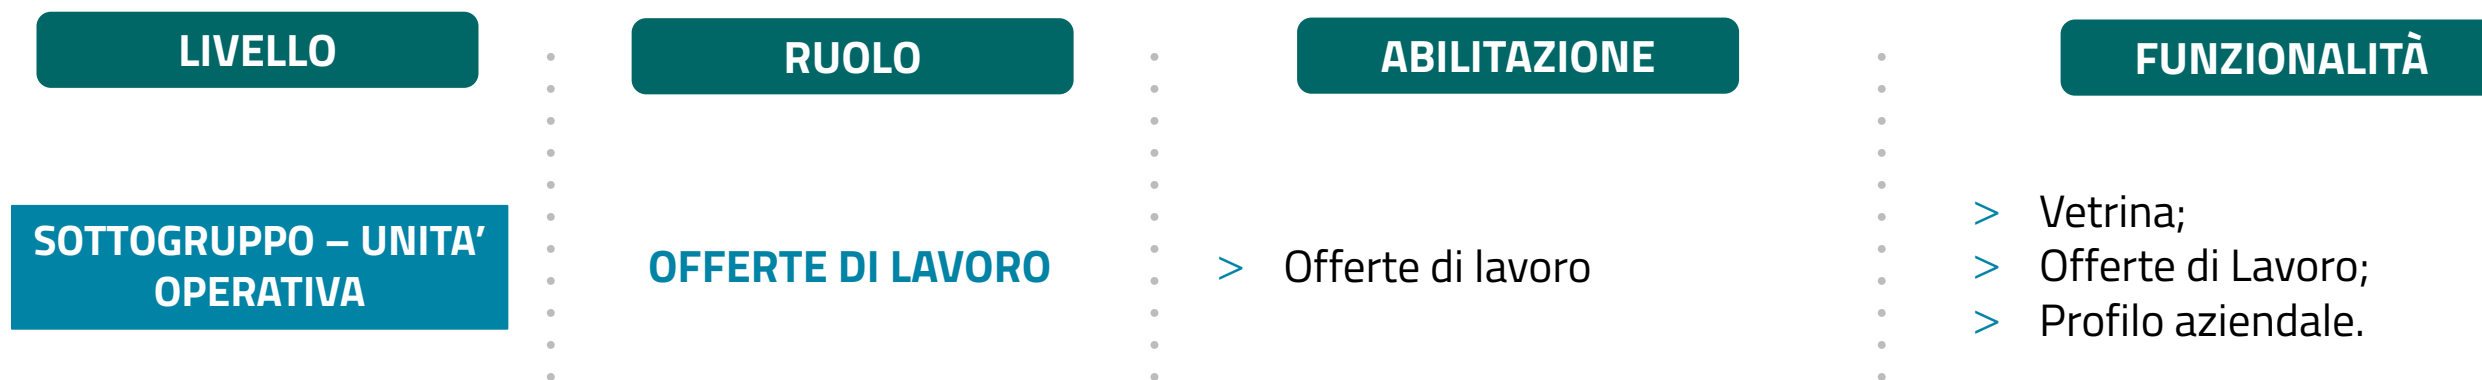 LIVELLO
RUOLO
ABILITAZIONE
FUNZIONALITÀ
SOTTOGRUPPO – UNITA’
OPERATIVA
OFFERTE DI LAVORO
> Offerte di lavoro
> Vetrina;
> Offerte di Lavoro;
> Profilo aziendale.